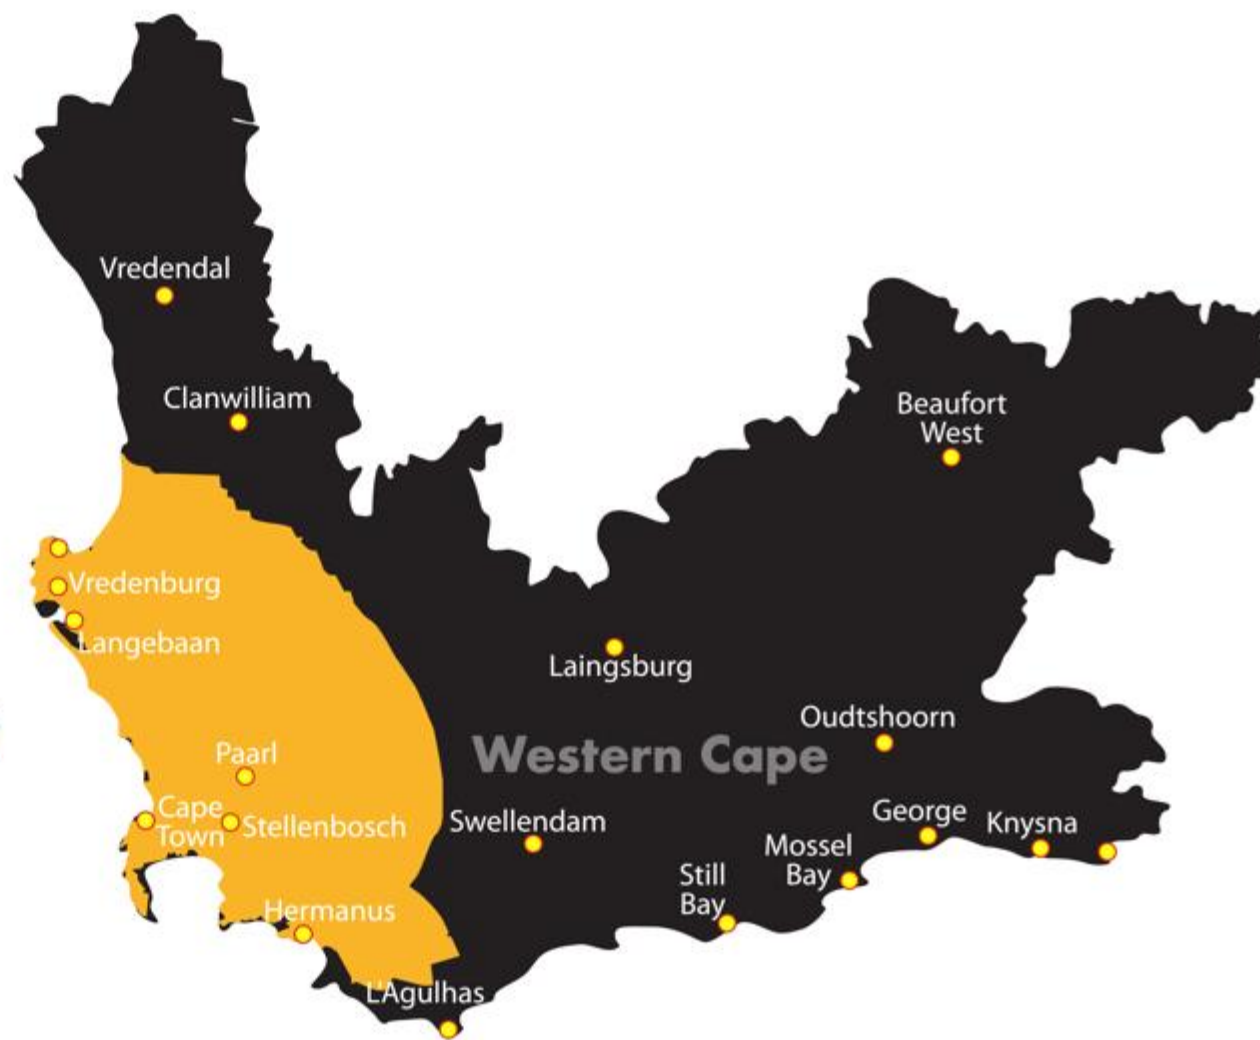 Vredendal
Clanwilliam
Beaufort
West
Vredenburg
Langebaan
Laingsburg
Oudtshoorn
Western Cape
Paarl
Cape
Town
Stellenbosch
Swellendam
George
Knysna
Mossel
Bay
Still
Bay
Hermanus
L'Agulhas